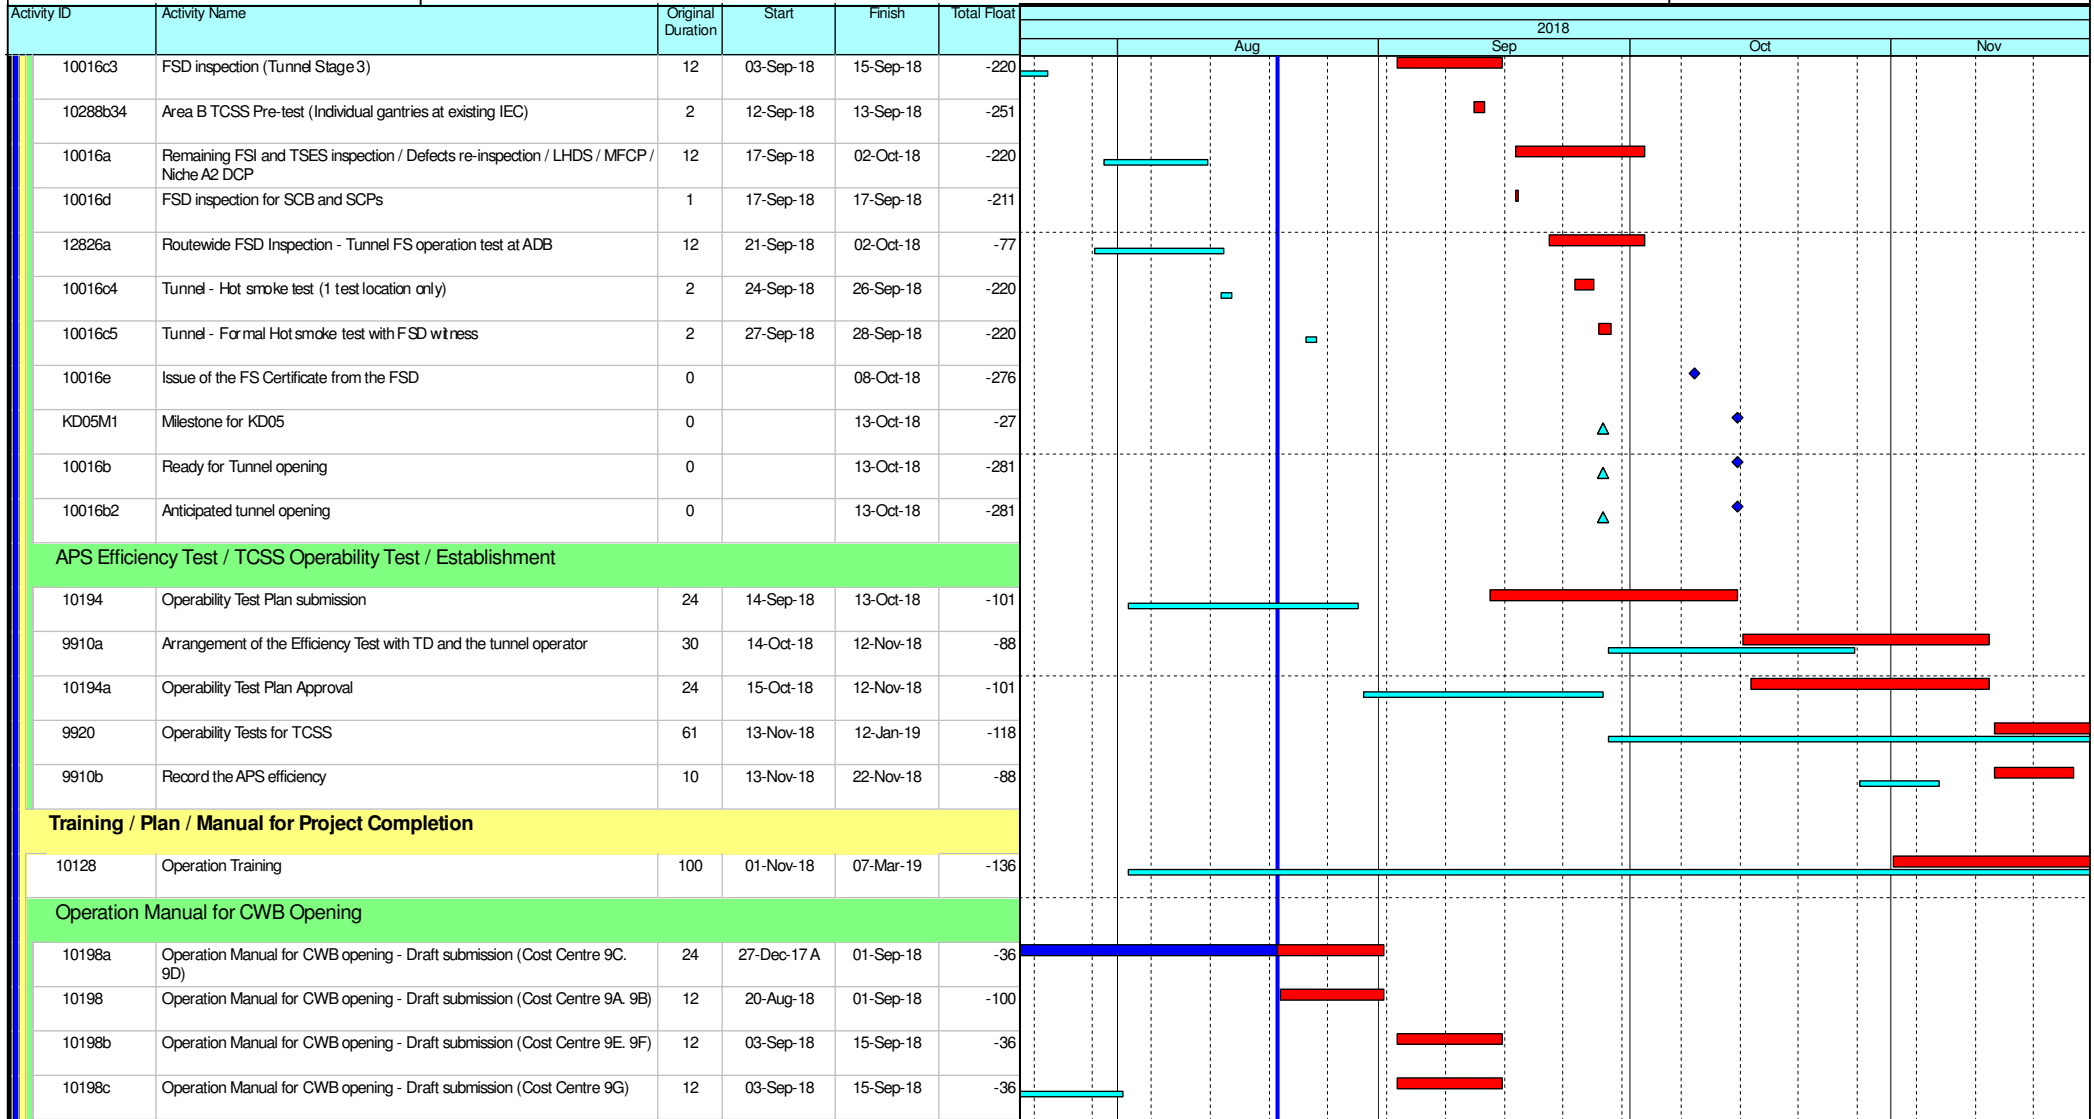 Activity ID Activity Name Original Duration Start Finish Total Float
2018
Aug Sep Oct Nov
10016c3 FSD inspection (Tunnel Stage 3) 12 03-Sep-18 15-Sep-18 -220
10288b34 Area B TCSS Pre-test (Individual gantries at existing IEC) 2 12-Sep-18 13-Sep-18 -251
10016a Remaining FSI and TSES inspection / Defects re-inspection / LHDS / MFCP / 12 17-Sep-18 02-Oct-18 -220
Niche A2 DCP
10016d FSD inspection for SCB and SCPs 1 17-Sep-18 17-Sep-18 -211
12826a Routewide FSD Inspection - Tunnel FS operation test at ADB 12 21-Sep-18 02-Oct-18 -77
10016c4 Tunnel - Hot smoke test (1 test location only) 2 24-Sep-18 26-Sep-18 -220
10016c5 Tunnel - Formal Hot smoke test with FSD witness 2 27-Sep-18 28-Sep-18 -220
10016e Issue of the FS Certificate from the FSD 0 08-Oct-18 -276
KD05M1 Milestone for KD05 0 13-Oct-18 -27
10016b Ready for Tunnel opening 0 13-Oct-18 -281
10016b2 Anticipated tunnel opening 0 13-Oct-18 -281
APS Efficiency Test / TCSS Operability Test / Establishment
10194 Operability Test Plan submission 24 14-Sep-18 13-Oct-18 -101
9910a Arrangement of the Efficiency Test with TD and the tunnel operator 30 14-Oct-18 12-Nov-18 -88
10194a Operability Test Plan Approval 24 15-Oct-18 12-Nov-18 -101
9920 Operability Tests for TCSS 61 13-Nov-18 12-Jan-19 -118
9910b Record the APS efficiency 10 13-Nov-18 22-Nov-18 -88
Training / Plan / Manual for Project Completion
10128 Operation Training 100 01-Nov-18 07-Mar-19 -136
Operation Manual for CWB Opening
10198a Operation Manual for CWB opening - Draft submission (Cost Centre 9C. 24 27-Dec-17 A 01-Sep-18 -36
9D)
10198 Operation Manual for CWB opening - Draft submission (Cost Centre 9A. 9B) 12 20-Aug-18 01-Sep-18 -100
10198b Operation Manual for CWB opening - Draft submission (Cost Centre 9E. 9F) 12 03-Sep-18 15-Sep-18 -36
10198c Operation Manual for CWB opening - Draft submission (Cost Centre 9G) 12 03-Sep-18 15-Sep-18 -36